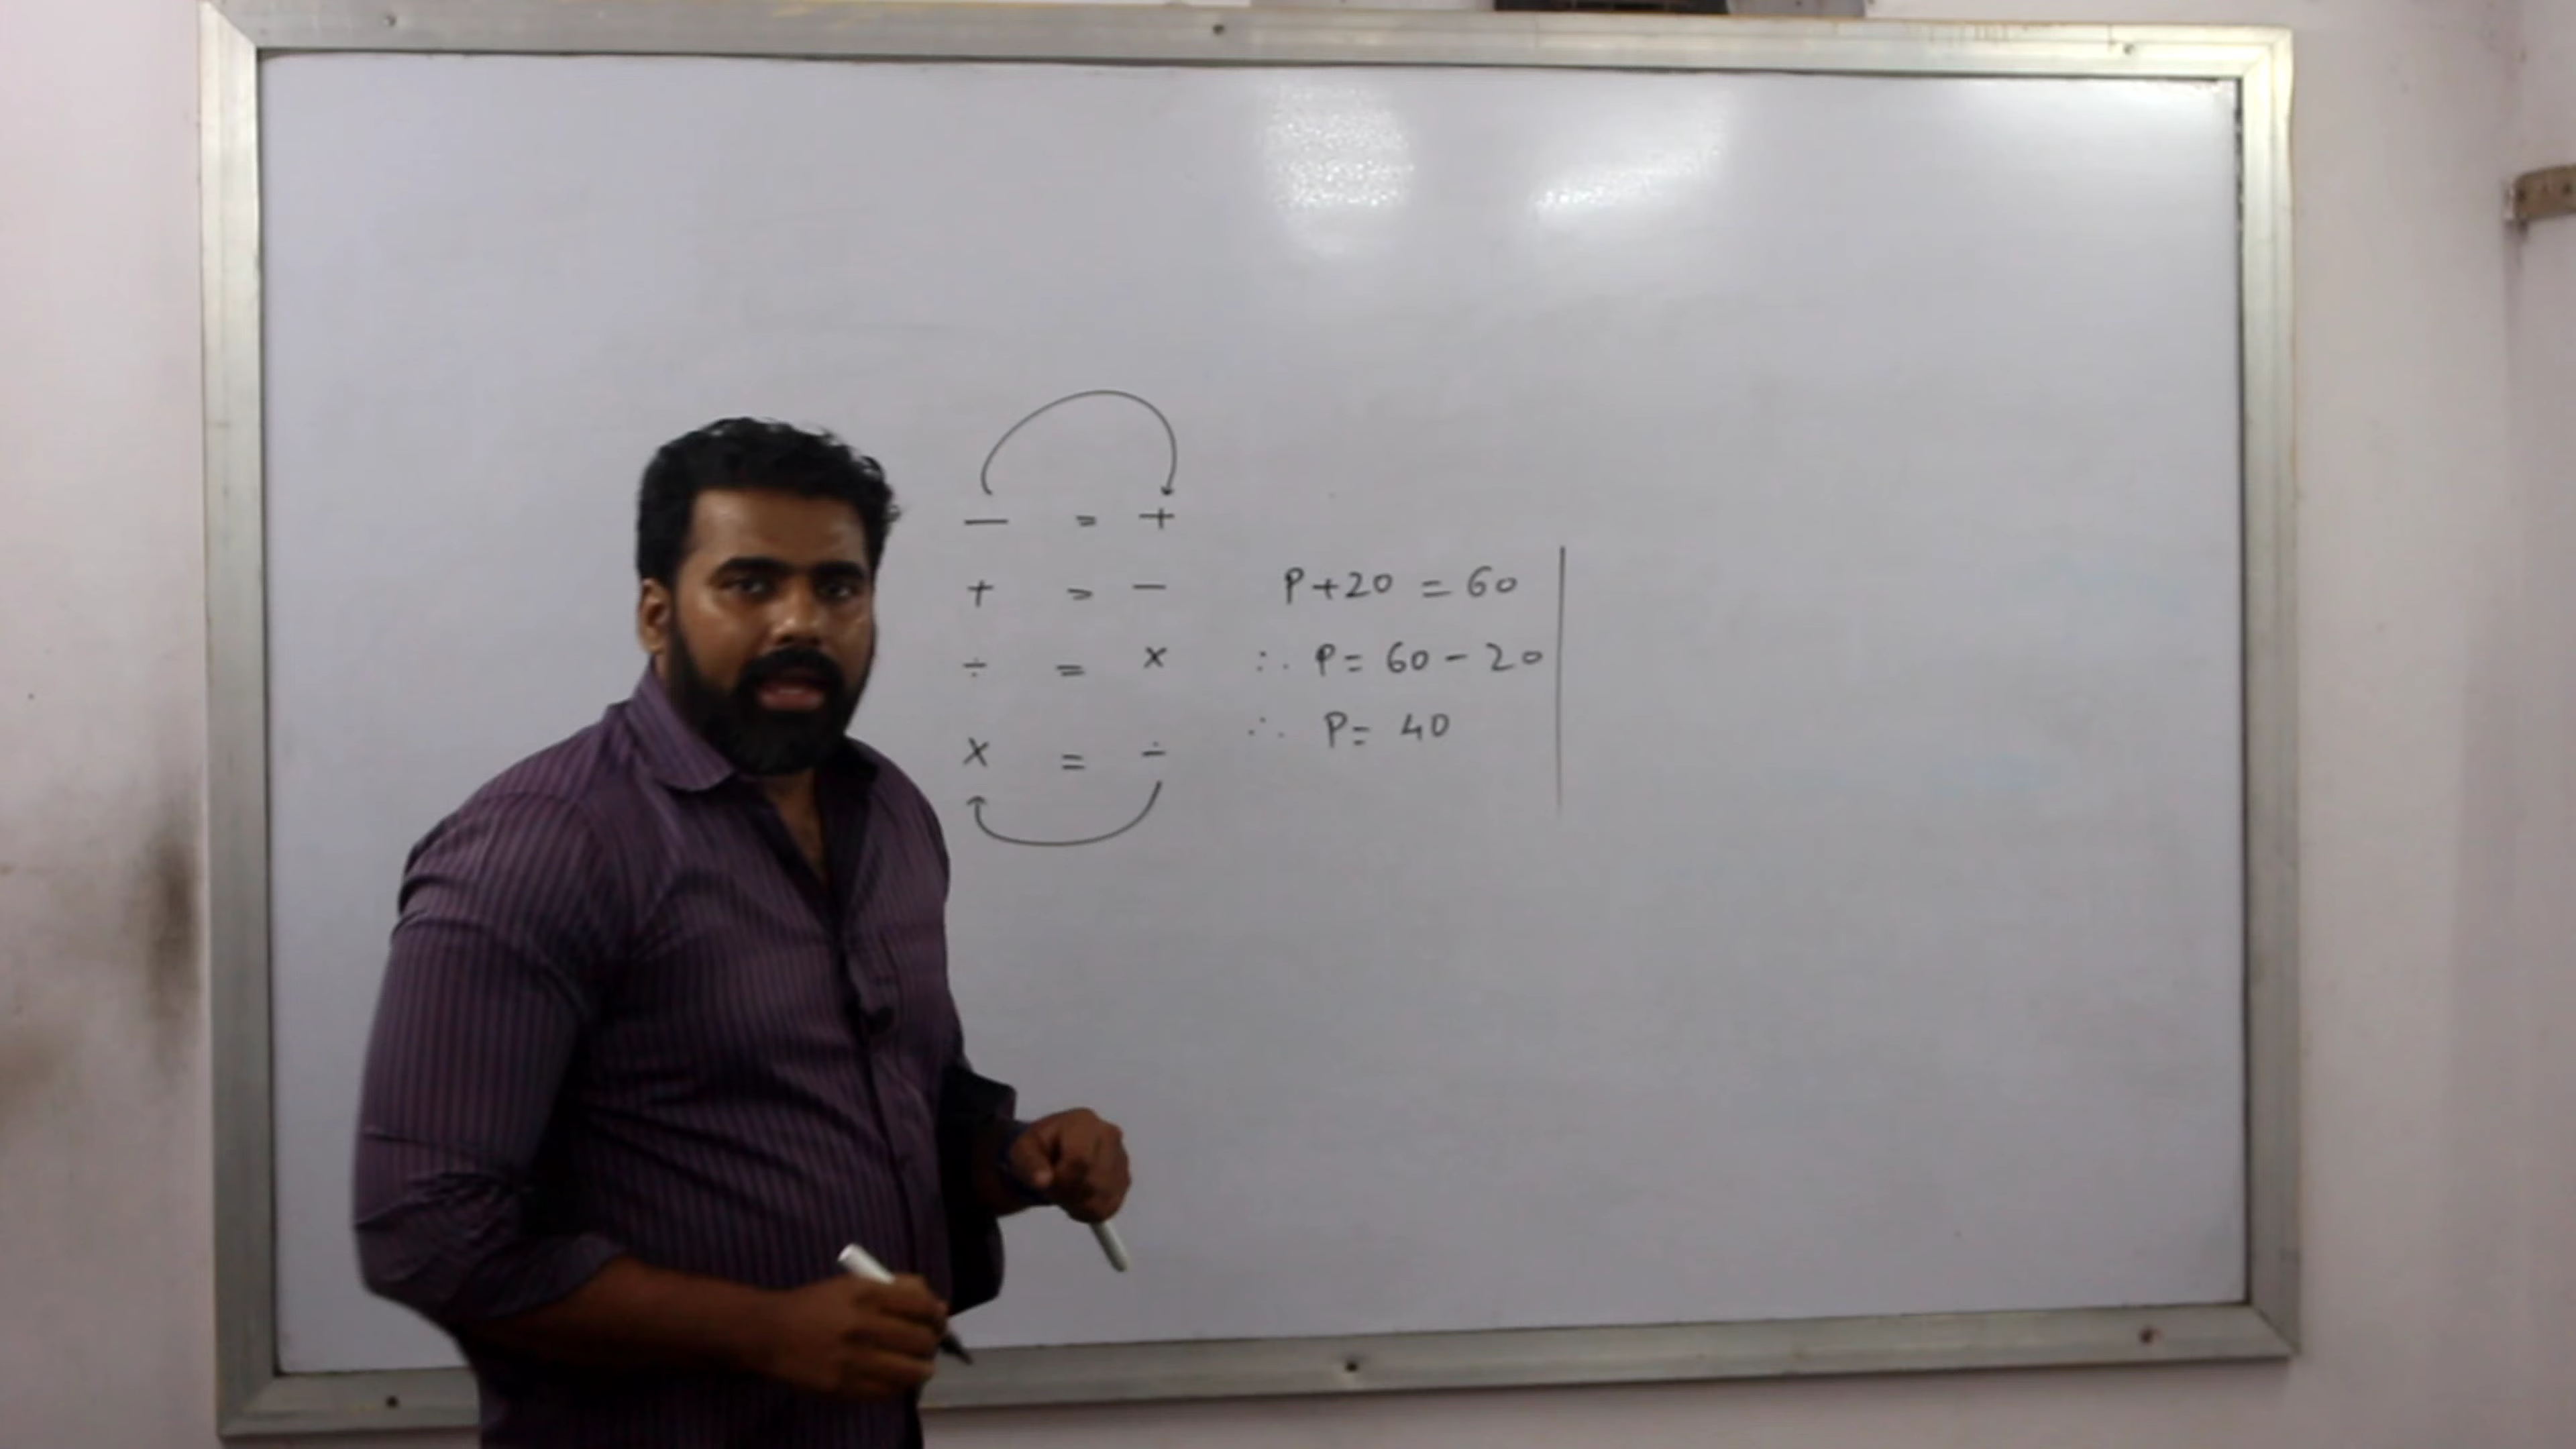 — = +
+ = —
÷ = ×
× = ÷
P+20 = 60
∴ P= 60 - 20
∴ P= 40